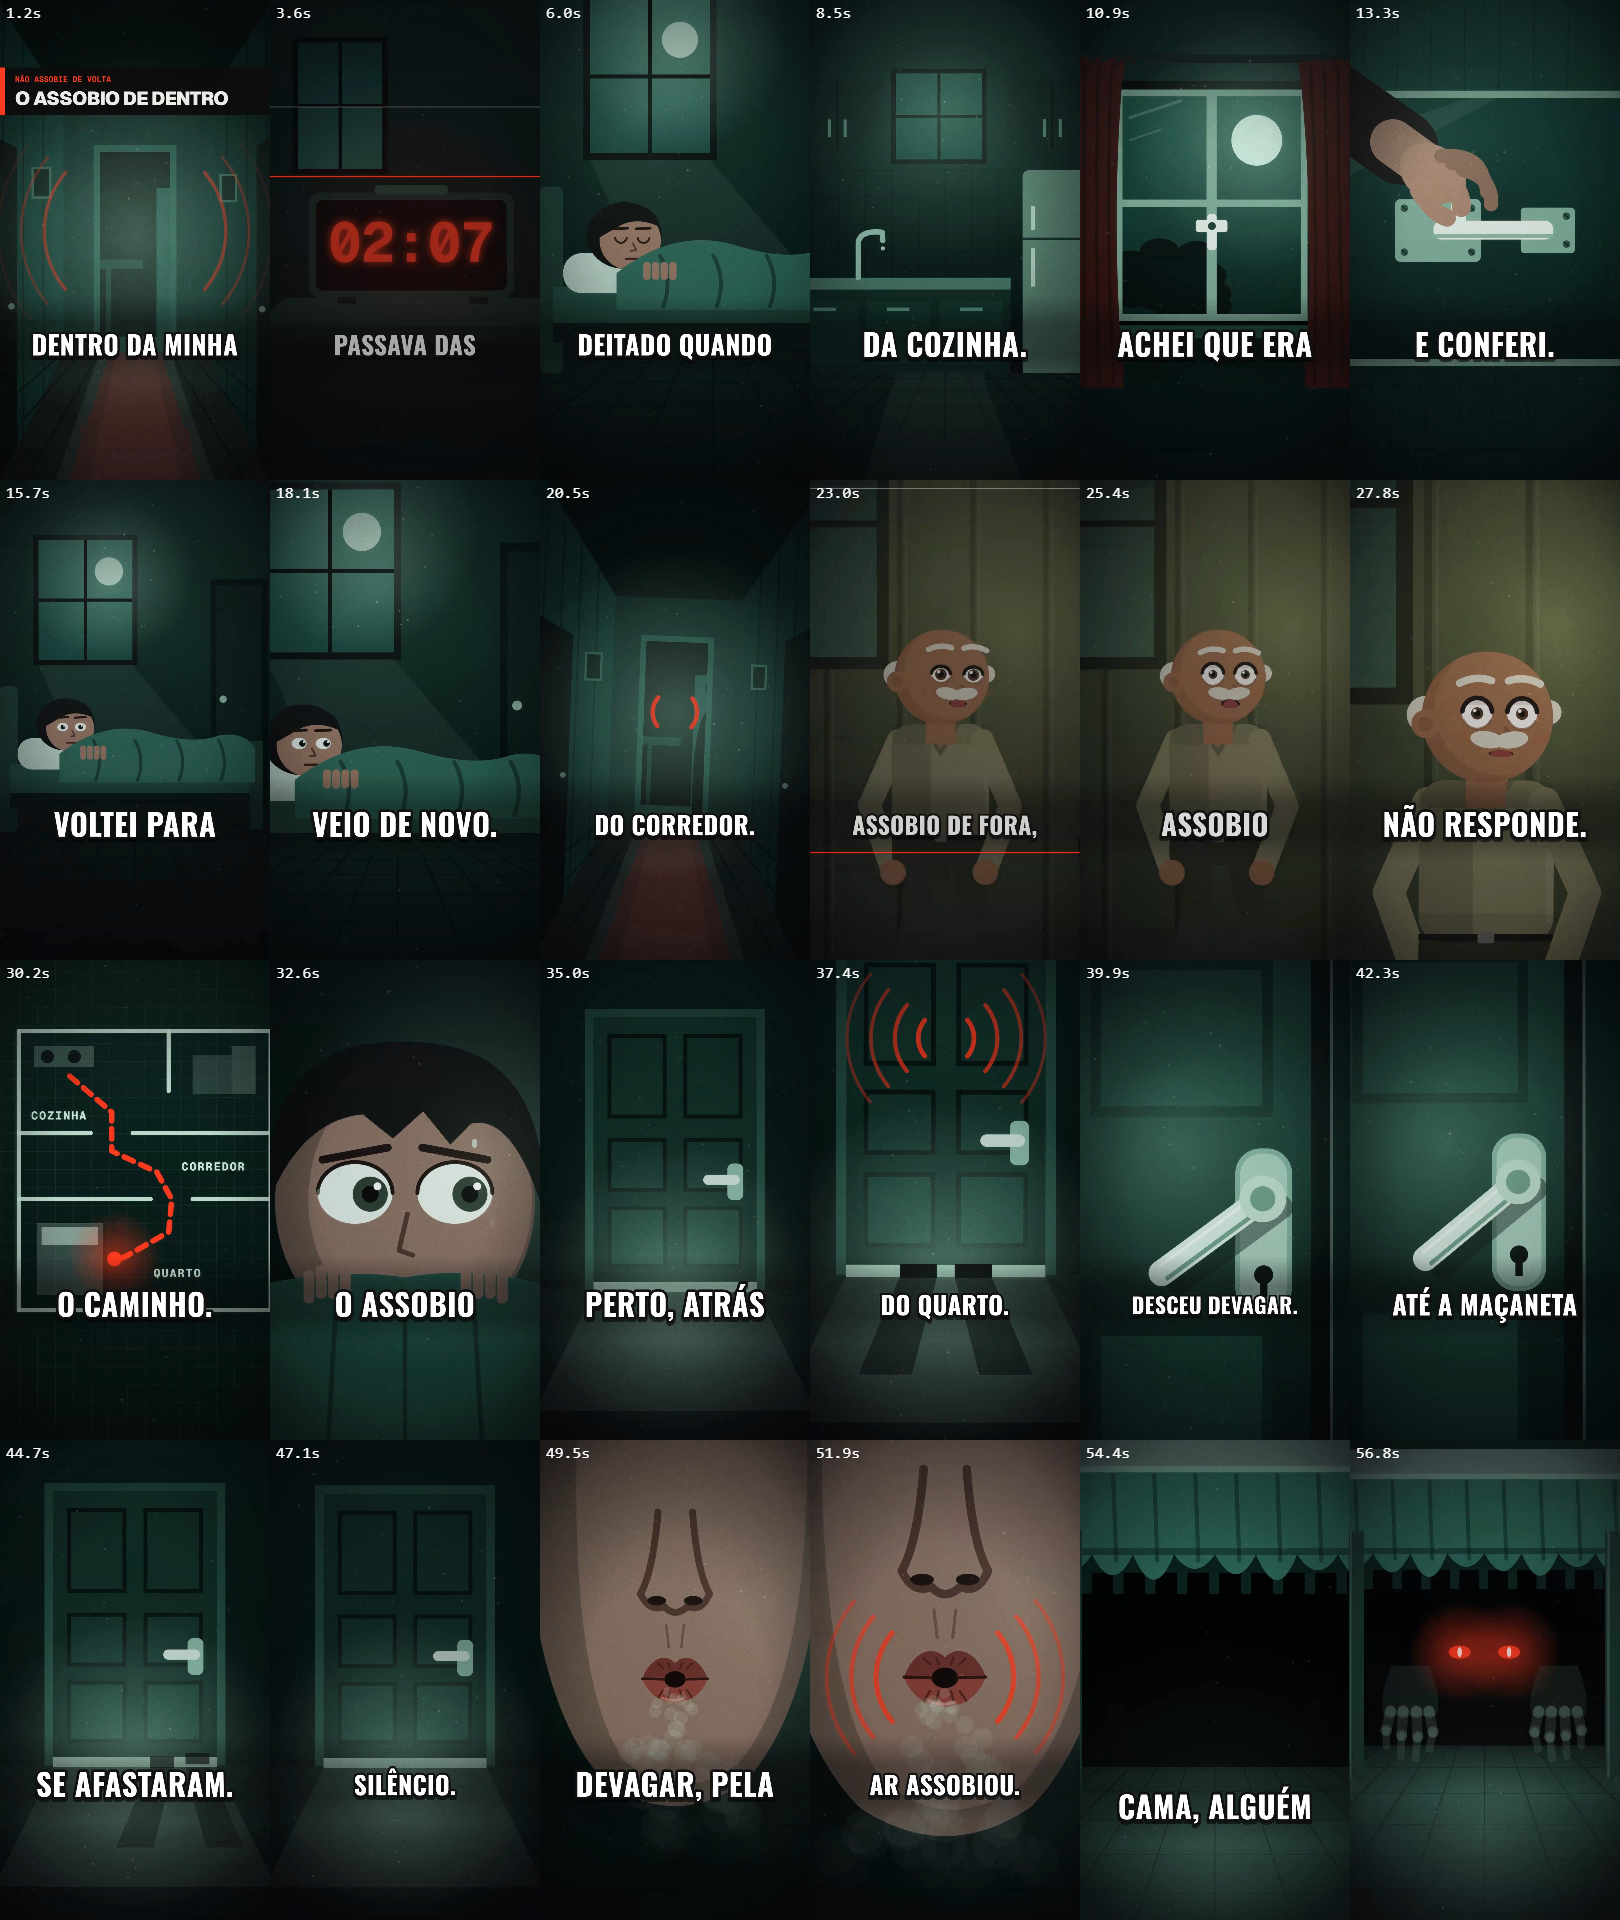 1.2s
NÃO ASSOBIE DE VOLTA
O ASSOBIO DE DENTRO
DENTRO DA MINHA
3.6s
02:07
PASSAVA DAS
6.0s
DEITADO QUANDO
8.5s
DA COZINHA.
10.9s
ACHEI QUE ERA
13.3s
E CONFERI.
15.7s
VOLTEI PARA
18.1s
VEIO DE NOVO.
20.5s
DO CORREDOR.
23.0s
ASSOBIO DE FORA,
25.4s
ASSOBIO
27.8s
NÃO RESPONDE.
30.2s
COZINHA
CORREDOR
QUARTO
O CAMINHO.
32.6s
O ASSOBIO
35.0s
PERTO, ATRÁS
37.4s
DO QUARTO.
39.9s
DESCEU DEVAGAR.
42.3s
ATÉ A MAÇANETA
44.7s
SE AFASTARAM.
47.1s
SILÊNCIO.
49.5s
DEVAGAR, PELA
51.9s
AR ASSOBIOU.
54.4s
CAMA, ALGUÉM
56.8s